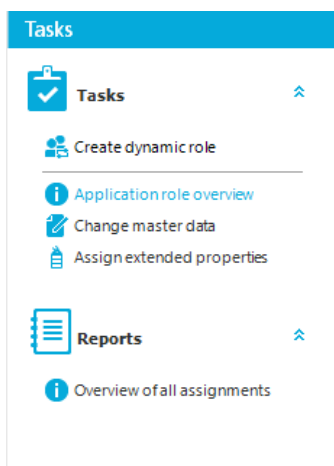 Tasks
Tasks
Create dynamic role
Application role overview
Change master data
Assign extended properties
Reports
Overview of all assignments